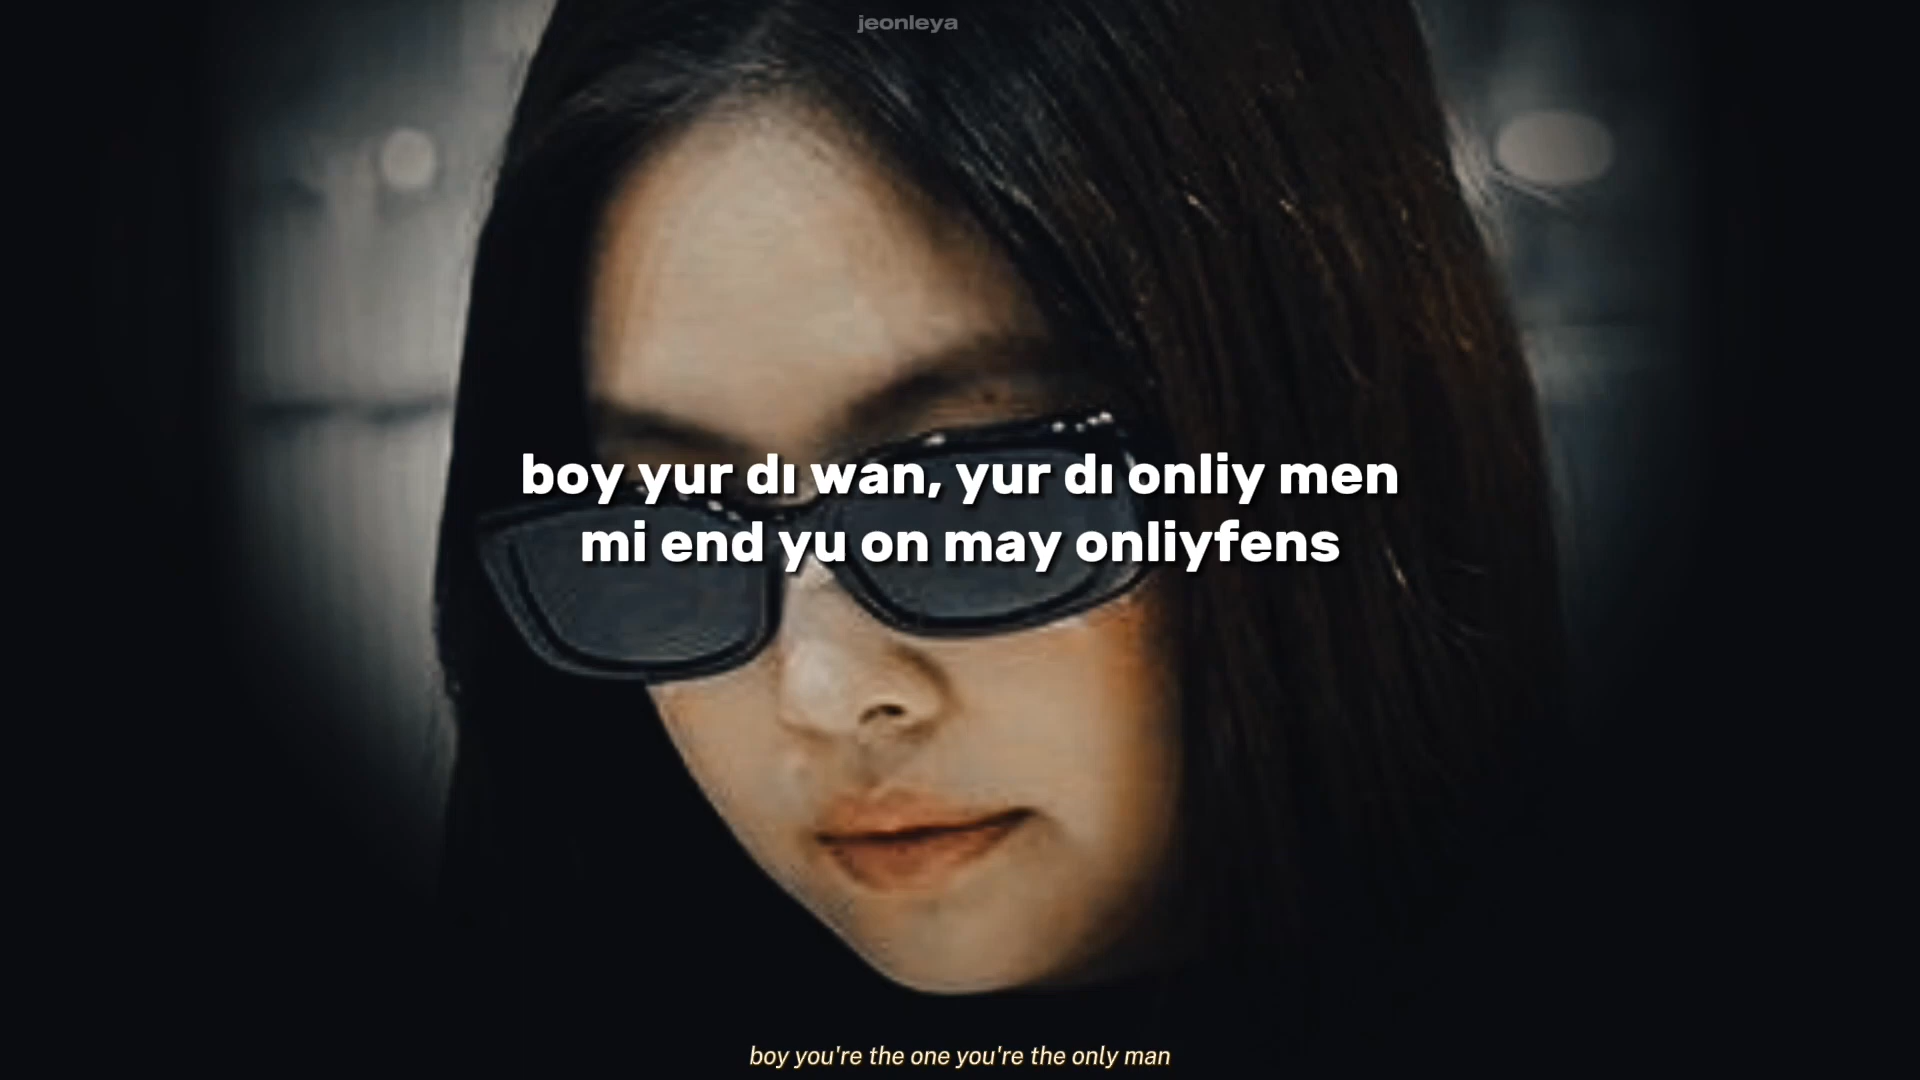 jeonleya
boy yur dı wan, yur dı onliy men
mi end yu on may onliyfens
boy you're the one you're the only man